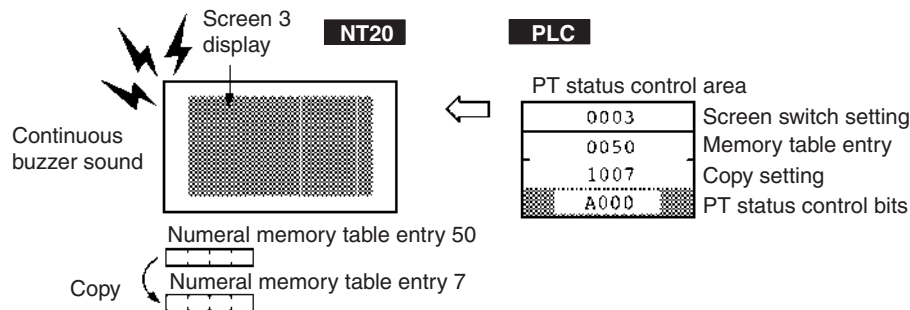 Screen 3
display
NT20
PLC
PT status control area
0003 Screen switch setting
0050 Memory table entry
1007 Copy setting
A000 PT status control bits
Continuous
buzzer sound
Numeral memory table entry 50
Copy
Numeral memory table entry 7